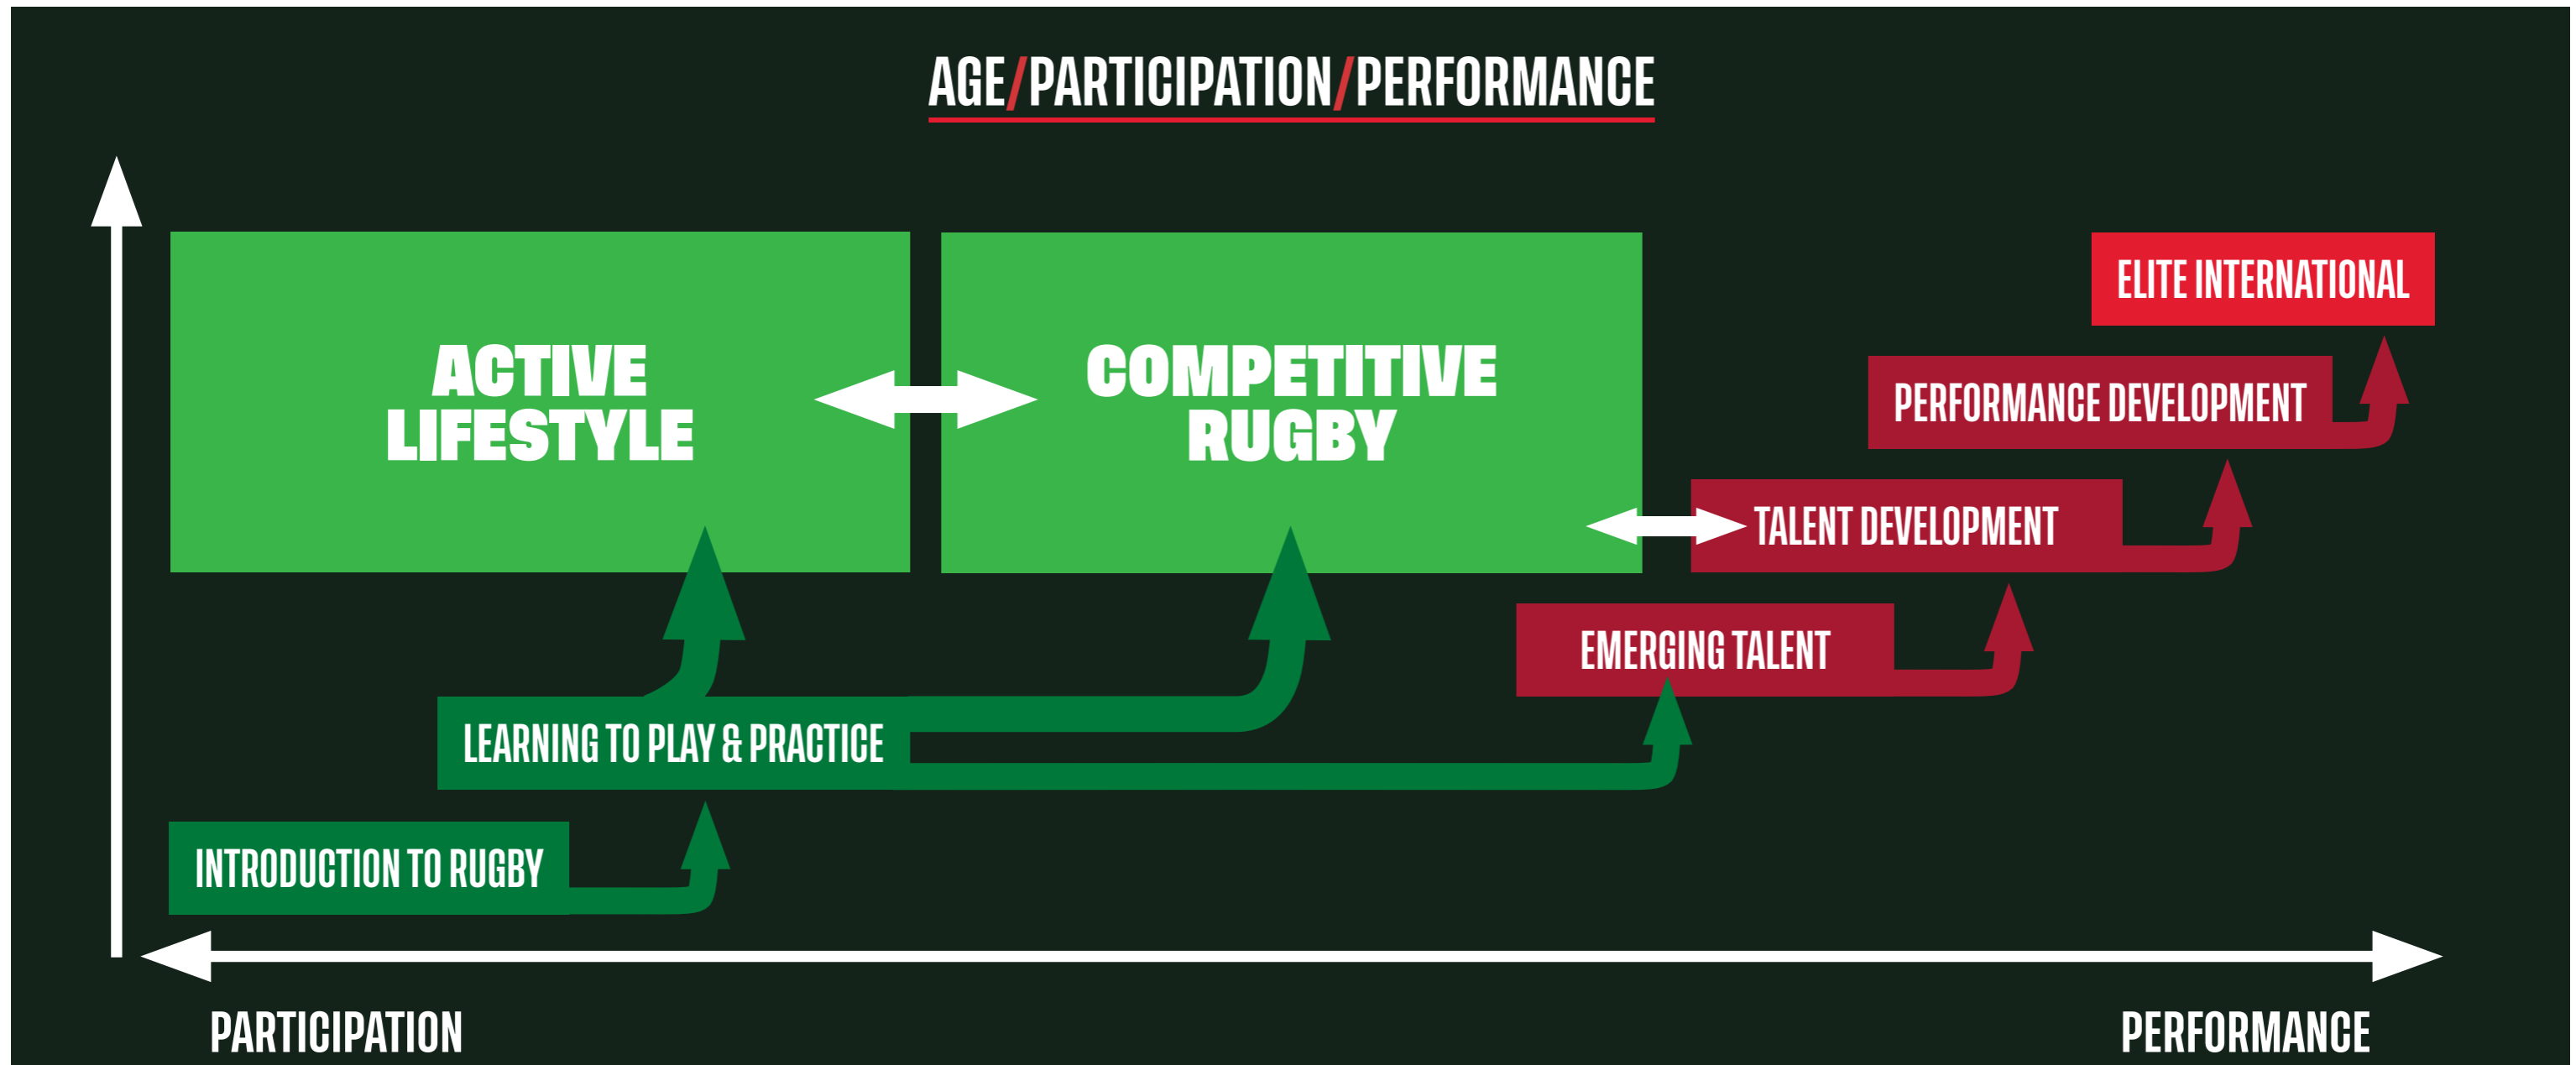 AGE/PARTICIPATION/PERFORMANCE
ELITE INTERNATIONAL
ACTIVE
LIFESTYLE
COMPETITIVE
RUGBY
PERFORMANCE DEVELOPMENT
TALENT DEVELOPMENT
EMERGING TALENT
LEARNING TO PLAY & PRACTICE
INTRODUCTION TO RUGBY
PARTICIPATION
PERFORMANCE